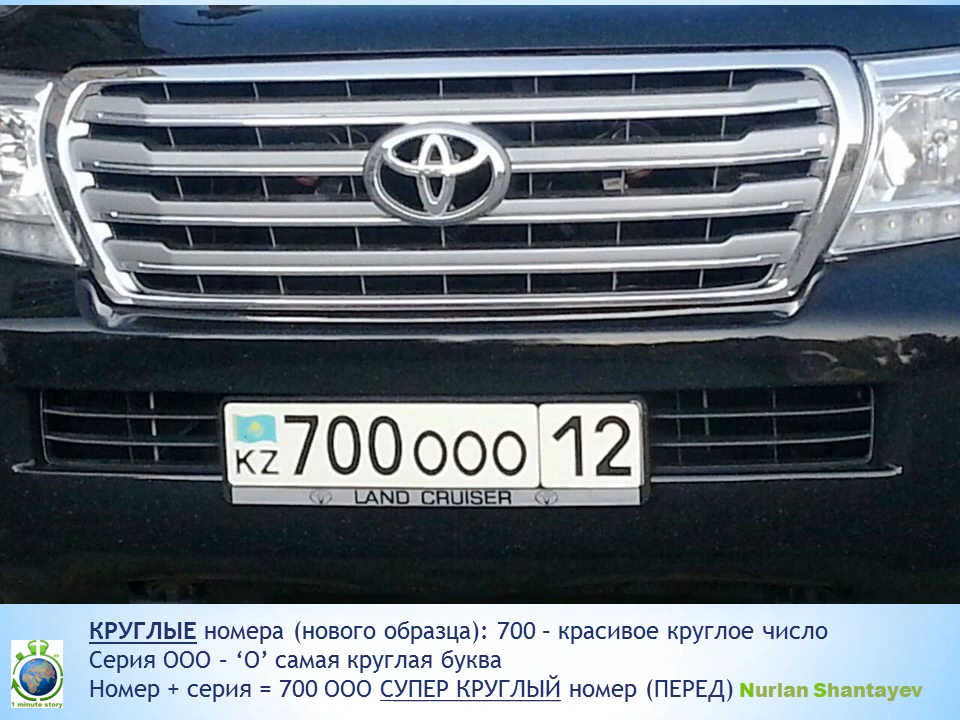 KZ 700 OOO 12
LAND CRUISER
КРУГЛЫЕ номера (нового образца): 700 – красивое круглое число
Серия ООО – ‘О’ самая круглая буква
Номер + серия = 700 ООО СУПЕР КРУГЛЫЙ номер (ПЕРЕД) Nurlan Shantayev
1 minute story